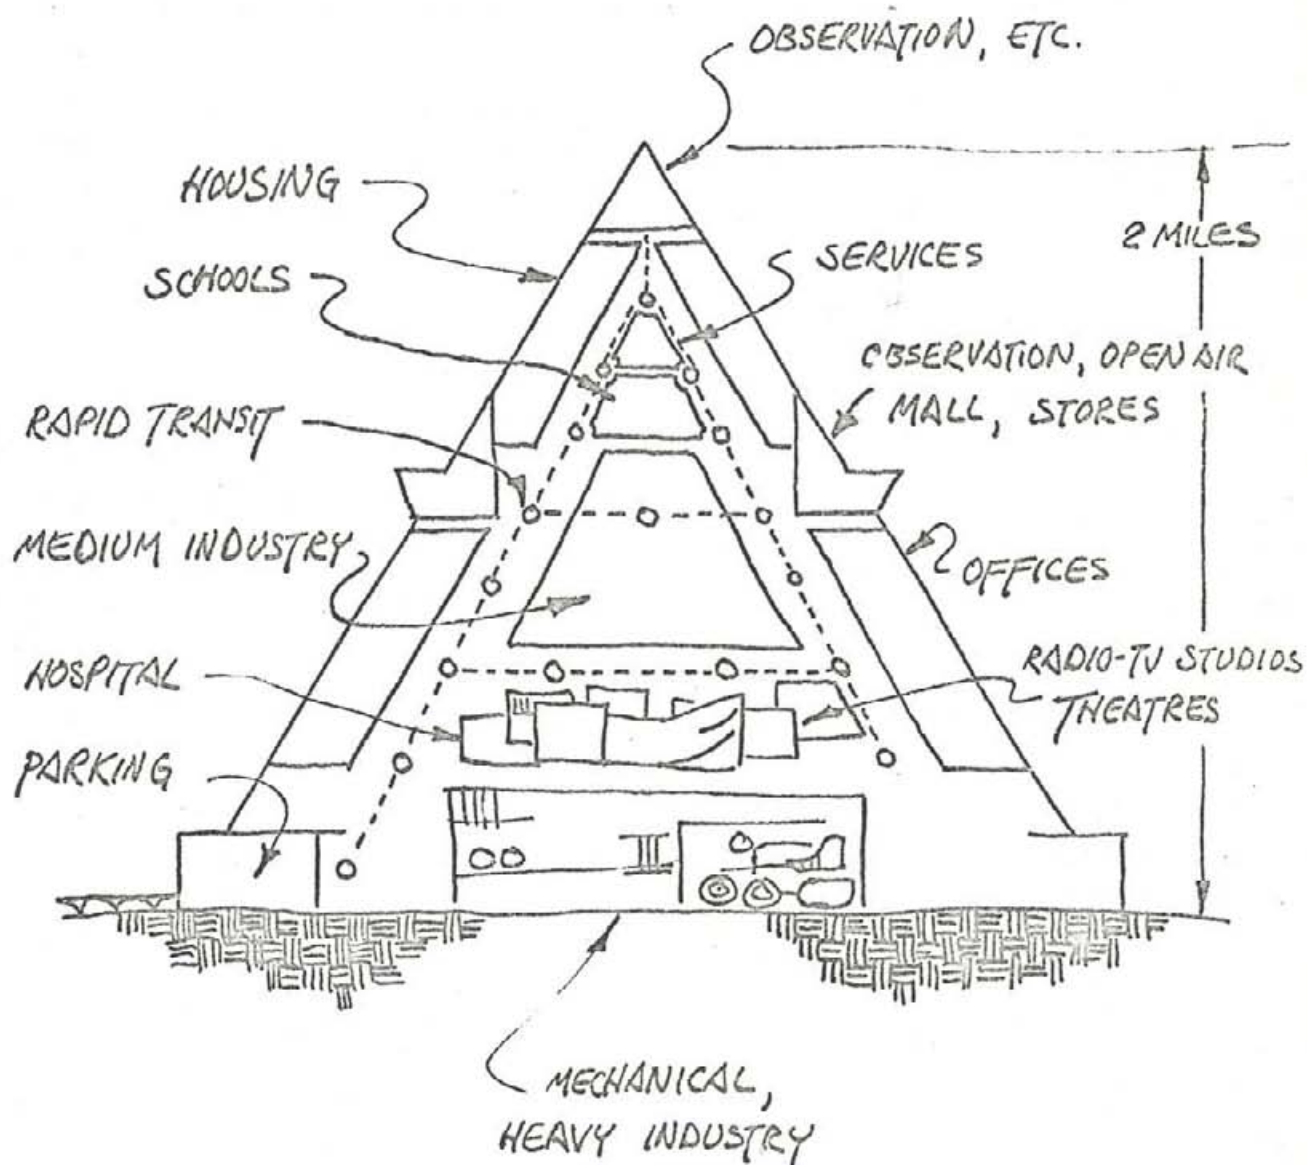 OBSERVATION, ETC.
HOUSING
2 MILES
SERVICES
SCHOOLS
OBSERVATION, OPEN AIR
MALL, STORES
RAPID TRANSIT
MEDIUM INDUSTRY
OFFICES
HOSPITAL
RADIO-TV STUDIOS
THEATRES
PARKING
MECHANICAL,
HEAVY INDUSTRY